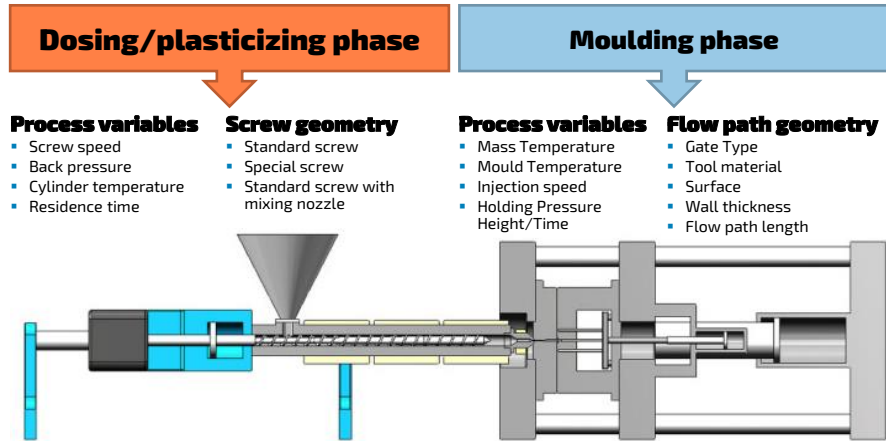 Dosing/plasticizing phase
Moulding phase
Process variables
Screw speed
Back pressure
Cylinder temperature
Residence time
Screw geometry
Standard screw
Special screw
Standard screw with
mixing nozzle
Process variables
Mass Temperature
Mould Temperature
Injection speed
Holding Pressure
Height/Time
Flow path geometry
Gate Type
Tool material
Surface
Wall thickness
Flow path length